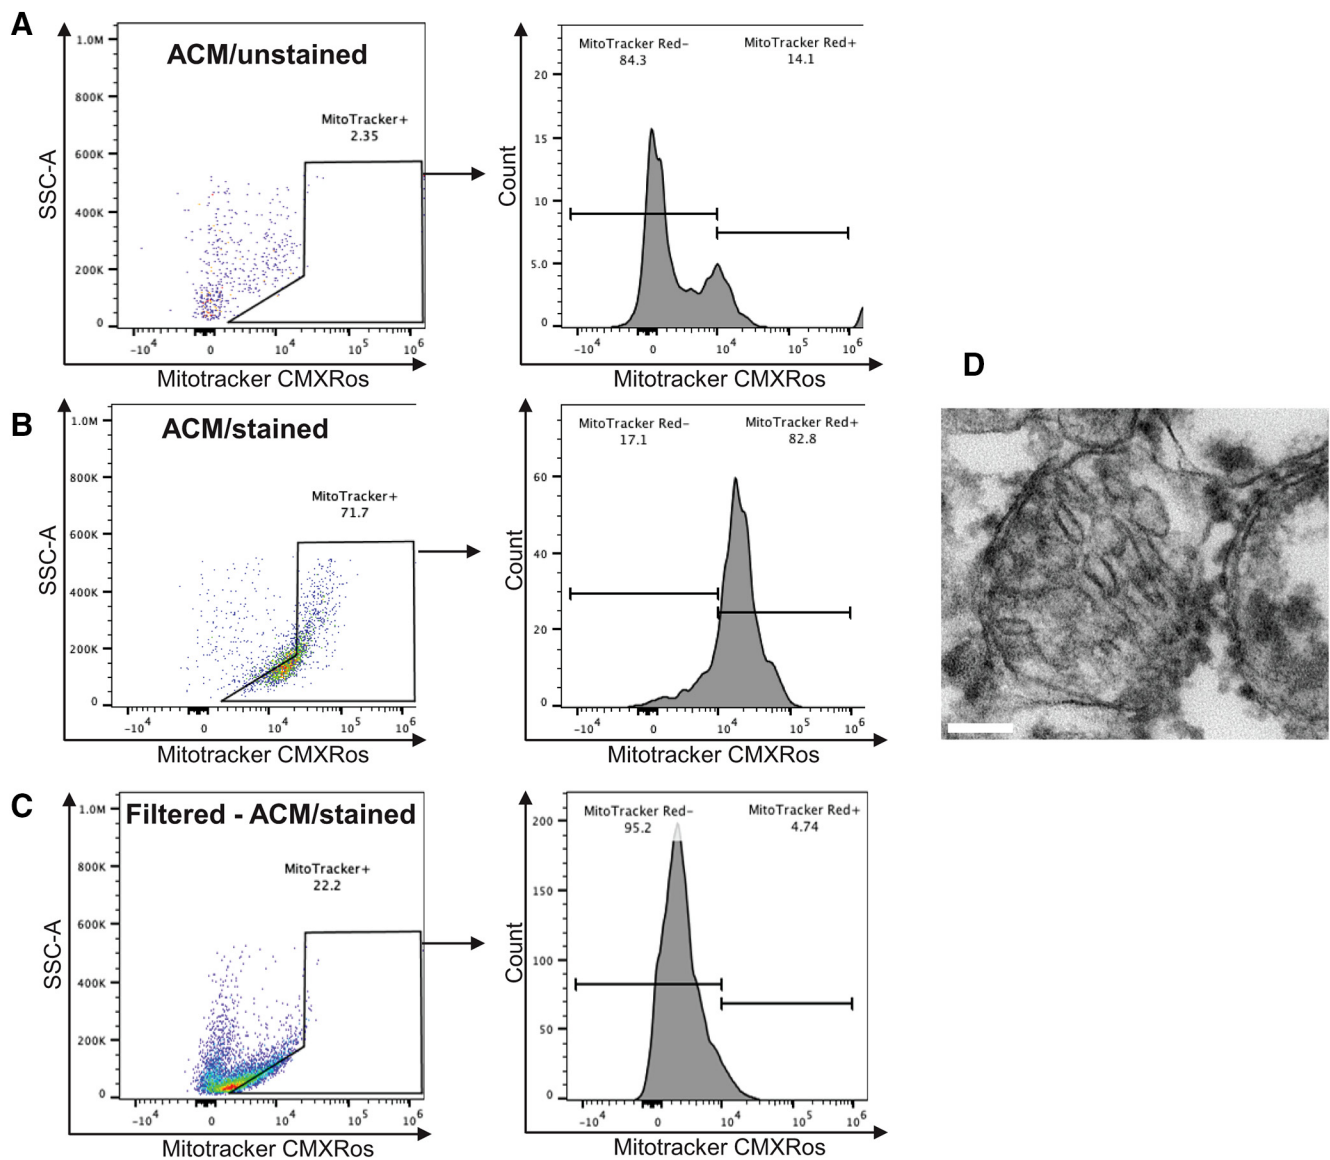 A
ACM/unstained
MitoTracker+
2.35
1.0M
800K
600K
400K
200K
0
SSC-A
-10^4 0 10^4 10^5 10^6
Mitotracker CMXRos
MitoTracker Red-
84.3
MitoTracker Red+
14.1
20
15
10
5.0
0
Count
-10^4 0 10^4 10^5 10^6
Mitotracker CMXRos
B
ACM/stained
MitoTracker+
71.7
1.0M
800K
600K
400K
200K
0
SSC-A
-10^4 0 10^4 10^5 10^6
Mitotracker CMXRos
MitoTracker Red-
17.1
MitoTracker Red+
82.8
60
40
20
0
Count
-10^4 0 10^4 10^5 10^6
Mitotracker CMXRos
C
Filtered - ACM/stained
MitoTracker+
22.2
1.0M
800K
600K
400K
200K
0
SSC-A
-10^4 0 10^4 10^5 10^6
Mitotracker CMXRos
MitoTracker Red-
95.2
MitoTracker Red+
4.74
200
150
100
50
0
Count
-10^4 0 10^4 10^5 10^6
Mitotracker CMXRos
D